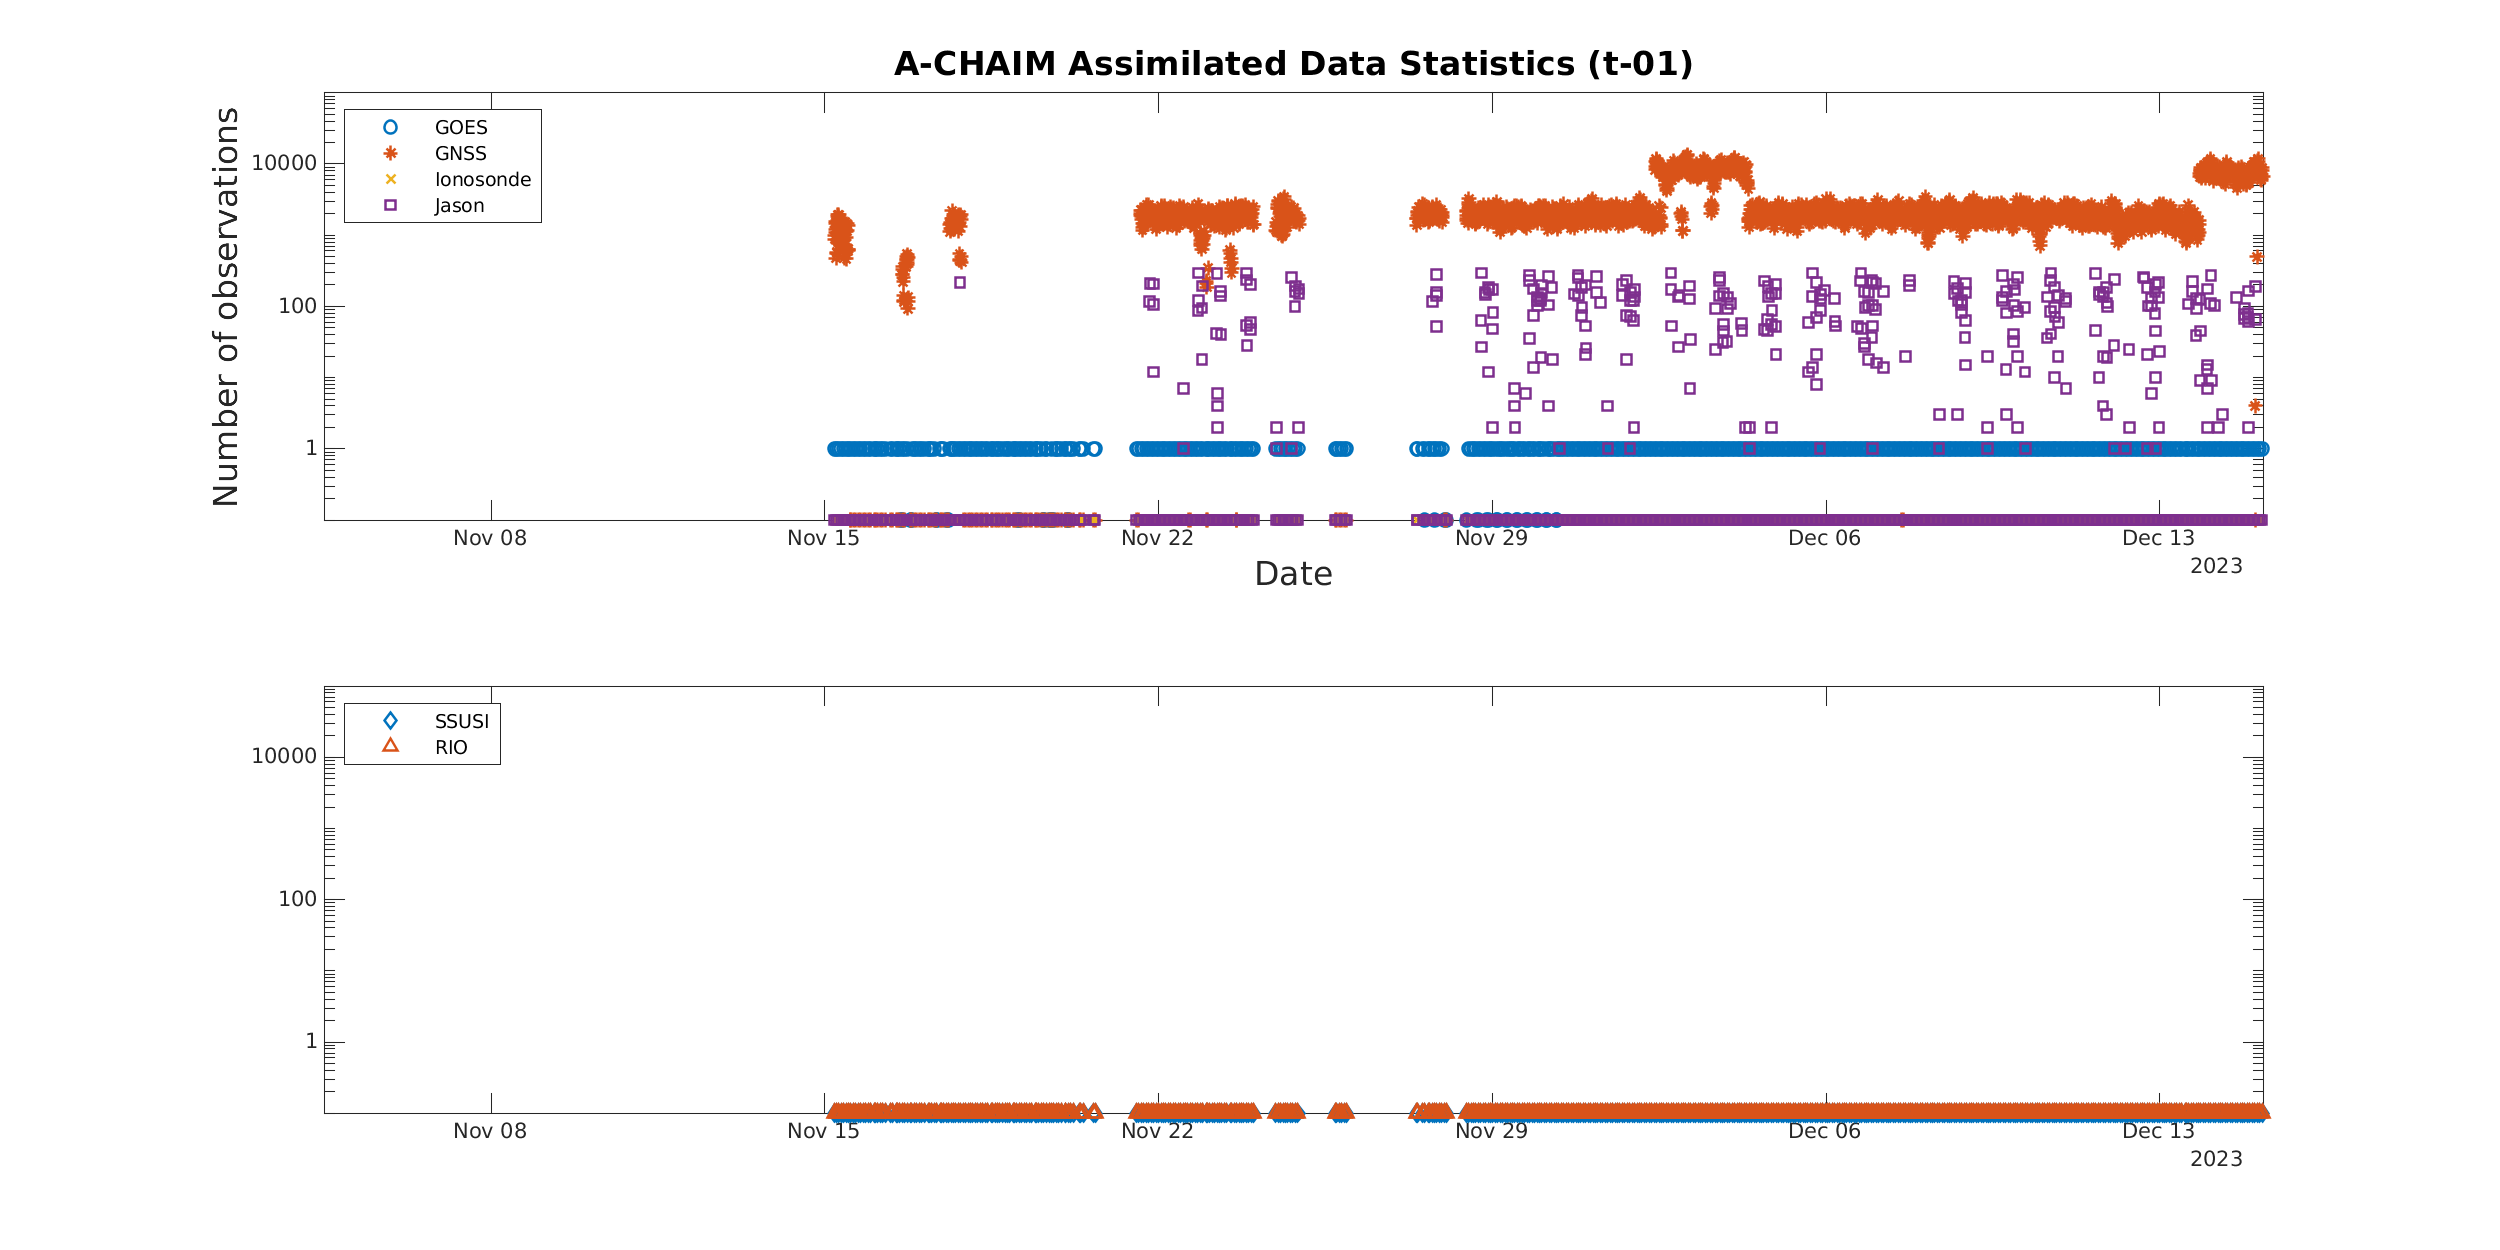 A-CHAIM Assimilated Data Statistics (t-01)
Number of observations
10000
100
1
GOES
GNSS
Ionosonde
Jason
Nov 08
Nov 15
Nov 22
Nov 29
Dec 06
Dec 13
2023
Date
10000
100
1
SSUSI
RIO
Nov 08
Nov 15
Nov 22
Nov 29
Dec 06
Dec 13
2023